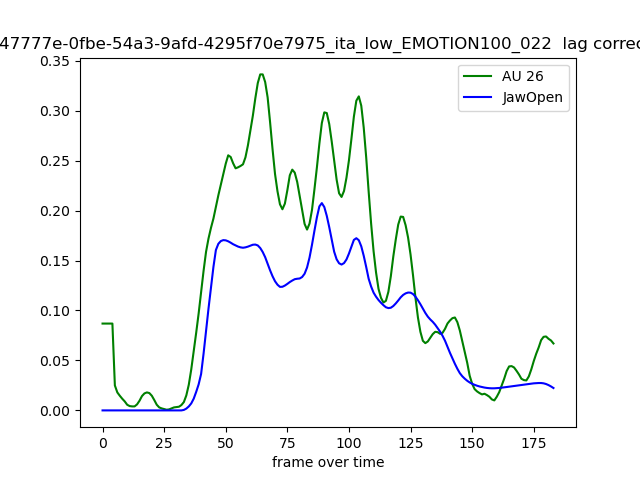 47777e-0fbe-54a3-9afd-4295f70e7975_ita_low_EMOTION100_022 lag correc
AU 26
JawOpen
0.35
0.30
0.25
0.20
0.15
0.10
0.05
0.00
0 25 50 75 100 125 150 175
frame over time